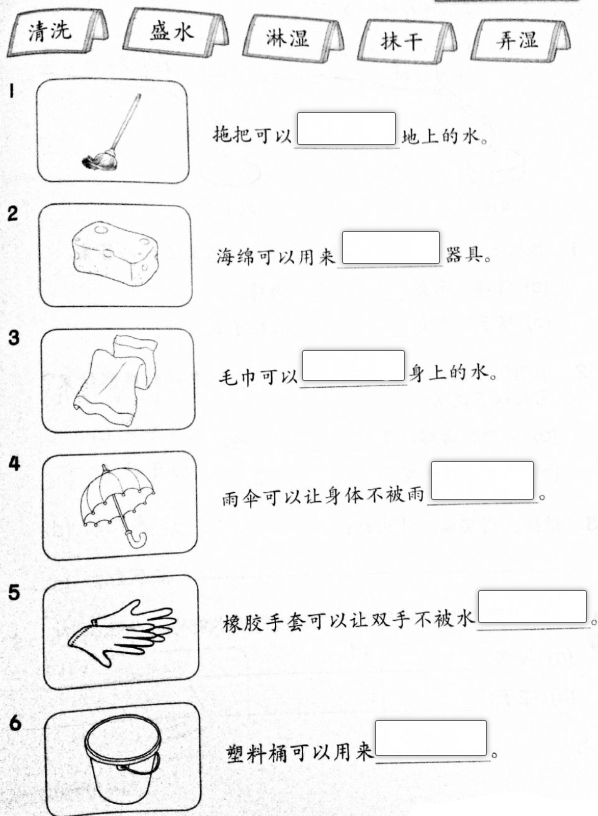 清洗 盛水 淋湿 抹干 弄湿
1 拖把可以 地上的水。
2 海绵可以用来 器具。
3 毛巾可以 身上的水。
4 雨伞可以让身体不被雨 。
5 橡胶手套可以让双手不被水 。
6 塑料桶可以用来 。